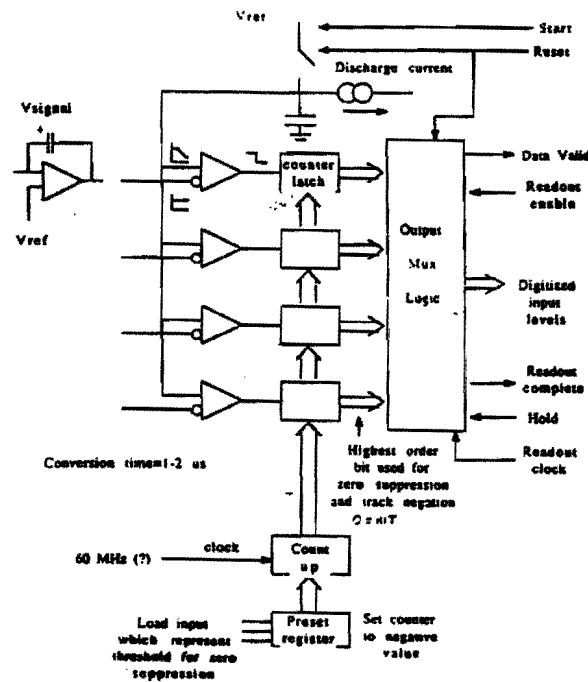 Vref
Start
Reset
Discharge current
Vsignal
+
Vref
counter
latch
Output
Mux
Logic
Data Valid
Readout
enable
Digitized
input
levels
Readout
complete
Hold
Readout
clock
Conversion time=1-2 us
Highest order
bit used for
zero suppression
and track negation
60 MHz (?)
clock
Count
up
Load input
which represent
threshold for zero
suppression
Preset
register
Set counter
to negative
value